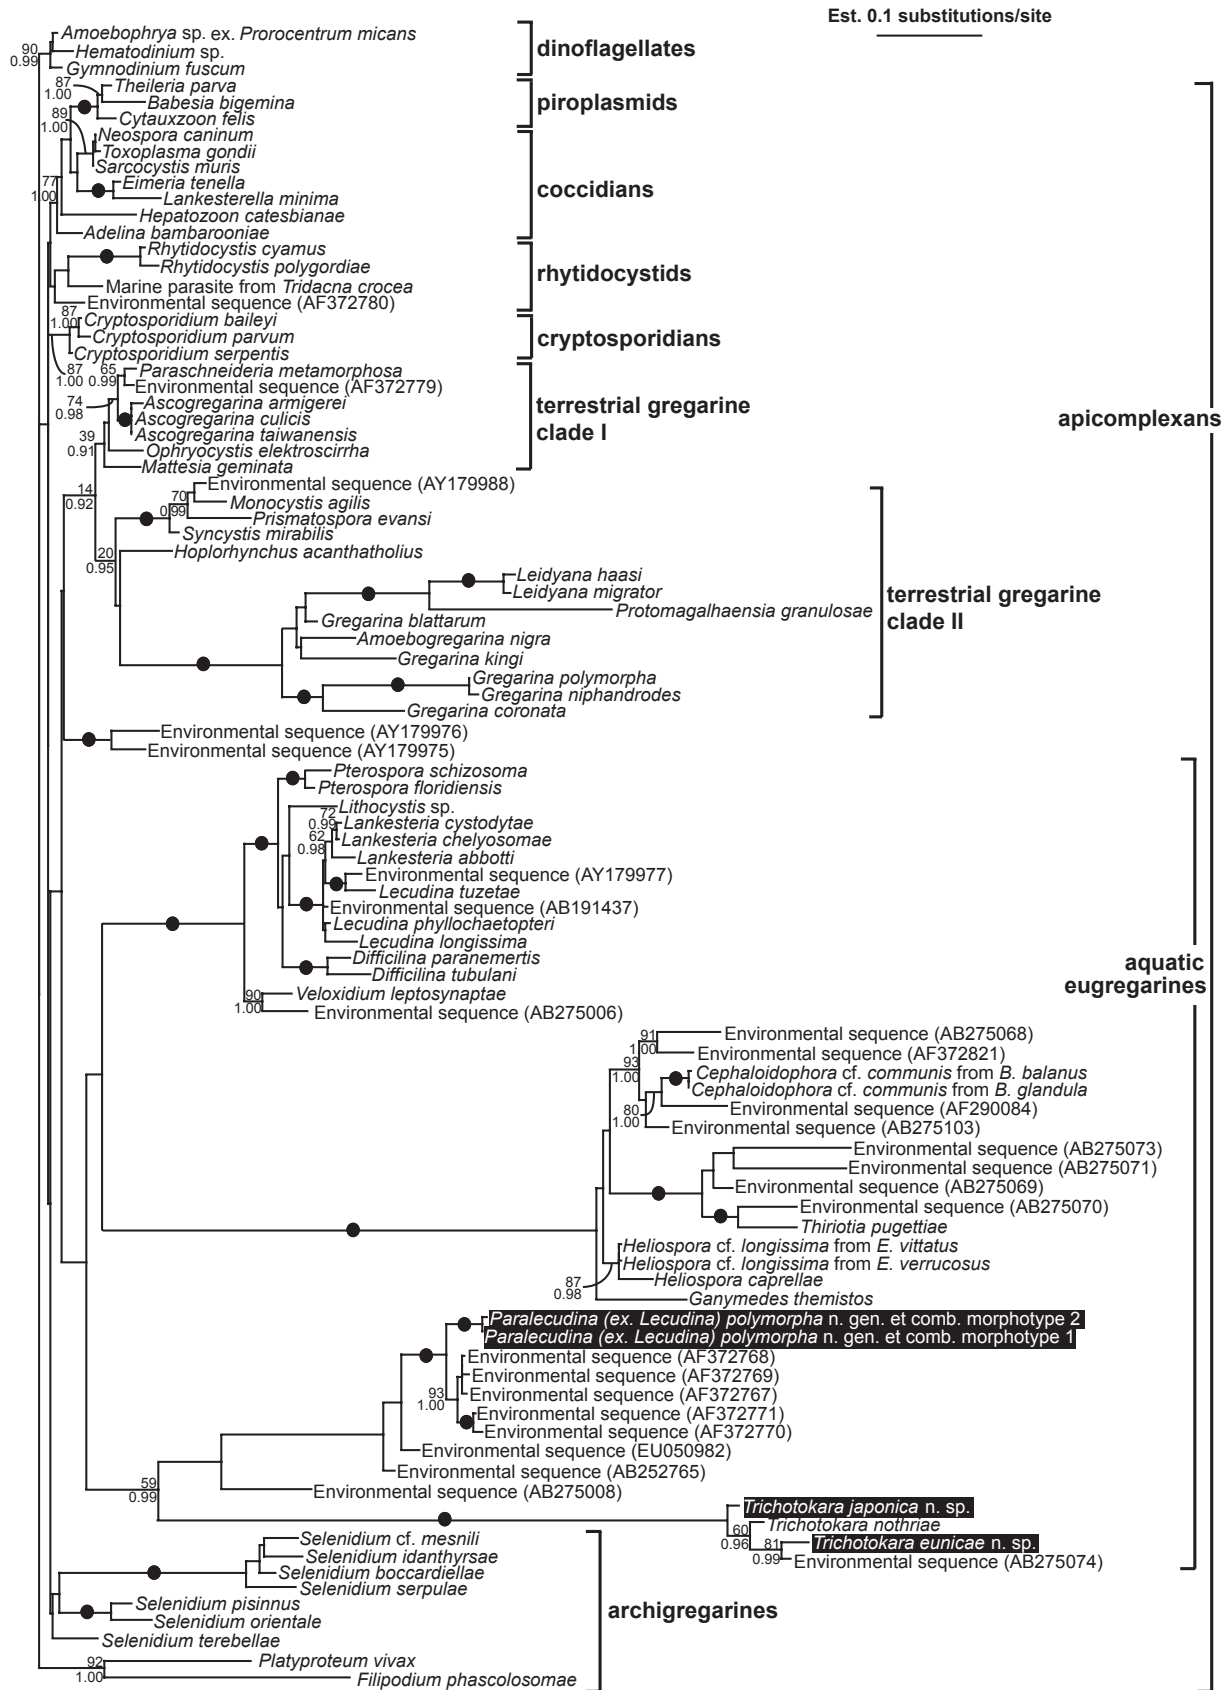 Est. 0.1 substitutions/site
Amoebophrya sp. ex. Prorocentrum micans
90
0.99
Hematodinium sp.
Gymnodinium fuscum
dinoflagellates
87
1.00
Theileria parva
Babesia bigemina
Cytauxzoon felis
piroplasmids
89
1.00
Neospora caninum
Toxoplasma gondii
Sarcocystis muris
77
1.00
Eimeria tenella
Lankesterella minima
Hepatozoon catesbianae
Adelina bambarooniae
coccidians
Rhytidocystis cyamus
Rhytidocystis polygordiae
Marine parasite from Tridacna crocea
Environmental sequence (AF372780)
rhytidocystids
87
1.00
Cryptosporidium baileyi
Cryptosporidium parvum
Cryptosporidium serpentis
cryptosporidians
87
1.00
65
0.99
Paraschneideria metamorphosa
Environmental sequence (AF372779)
74
0.98
Ascogregarina armigerei
Ascogregarina culicis
Ascogregarina taiwanensis
39
0.91
Ophryocystis elektroscirrha
Mattesia geminata
terrestrial gregarine
clade I
apicomplexans
14
0.92
Environmental sequence (AY179988)
70
0.99
Monocystis agilis
Prismatospora evansi
Syncystis mirabilis
20
0.95
Hoplorhynchus acanthatholius
Leidyana haasi
Leidyana migrator
Protomagalhaensia granulosae
Gregarina blattarum
Amoebogregarina nigra
Gregarina kingi
Gregarina polymorpha
Gregarina niphandrodes
Gregarina coronata
terrestrial gregarine
clade II
Environmental sequence (AY179976)
Environmental sequence (AY179975)
Pterospora schizosoma
Pterospora floridiensis
Lithocystis sp.
72
0.99
Lankesteria cystodytae
62
0.98
Lankesteria chelyosomae
Lankesteria abbotti
Environmental sequence (AY179977)
Lecudina tuzetae
Environmental sequence (AB191437)
Lecudina phyllochaetopteri
Lecudina longissima
Difficilina paranemertis
Difficilina tubulani
90
1.00
Veloxidium leptosynaptae
Environmental sequence (AB275006)
aquatic
eugregarines
91
1.00
Environmental sequence (AB275068)
Environmental sequence (AF372821)
93
1.00
Cephaloidophora cf. communis from B. balanus
Cephaloidophora cf. communis from B. glandula
80
1.00
Environmental sequence (AF290084)
Environmental sequence (AB275103)
Environmental sequence (AB275073)
Environmental sequence (AB275071)
Environmental sequence (AB275069)
Environmental sequence (AB275070)
Thiriotia pugettiae
Heliospora cf. longissima from E. vittatus
Heliospora cf. longissima from E. verrucosus
87
0.98
Heliospora caprellae
Ganymedes themistos
Paralecudina (ex. Lecudina) polymorpha n. gen. et comb. morphotype 2
Paralecudina (ex. Lecudina) polymorpha n. gen. et comb. morphotype 1
Environmental sequence (AF372768)
Environmental sequence (AF372769)
93
1.00
Environmental sequence (AF372767)
Environmental sequence (AF372771)
Environmental sequence (AF372770)
Environmental sequence (EU050982)
Environmental sequence (AB252765)
59
0.99
Environmental sequence (AB275008)
Trichotokara japonica n. sp.
60
0.96
Trichotokara nothriae
81
0.99
Trichotokara eunicae n. sp.
Environmental sequence (AB275074)
Selenidium cf. mesnili
Selenidium idanthyrsae
Selenidium boccardiellae
Selenidium serpulae
Selenidium pisinnus
Selenidium orientale
Selenidium terebellae
92
1.00
Platyproteum vivax
Filipodium phascolosomae
archigregarines